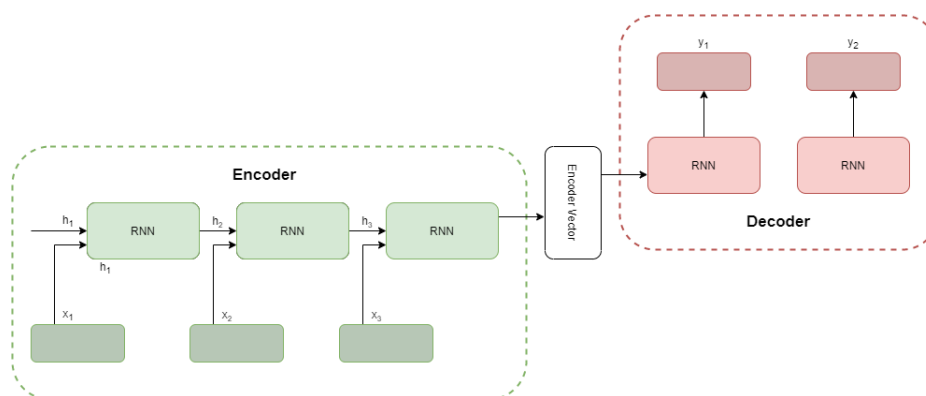 y1
y2
RNN
RNN
Decoder
Encoder
Encoder Vector
h1
RNN
h2
RNN
h3
RNN
h1
x1
x2
x3